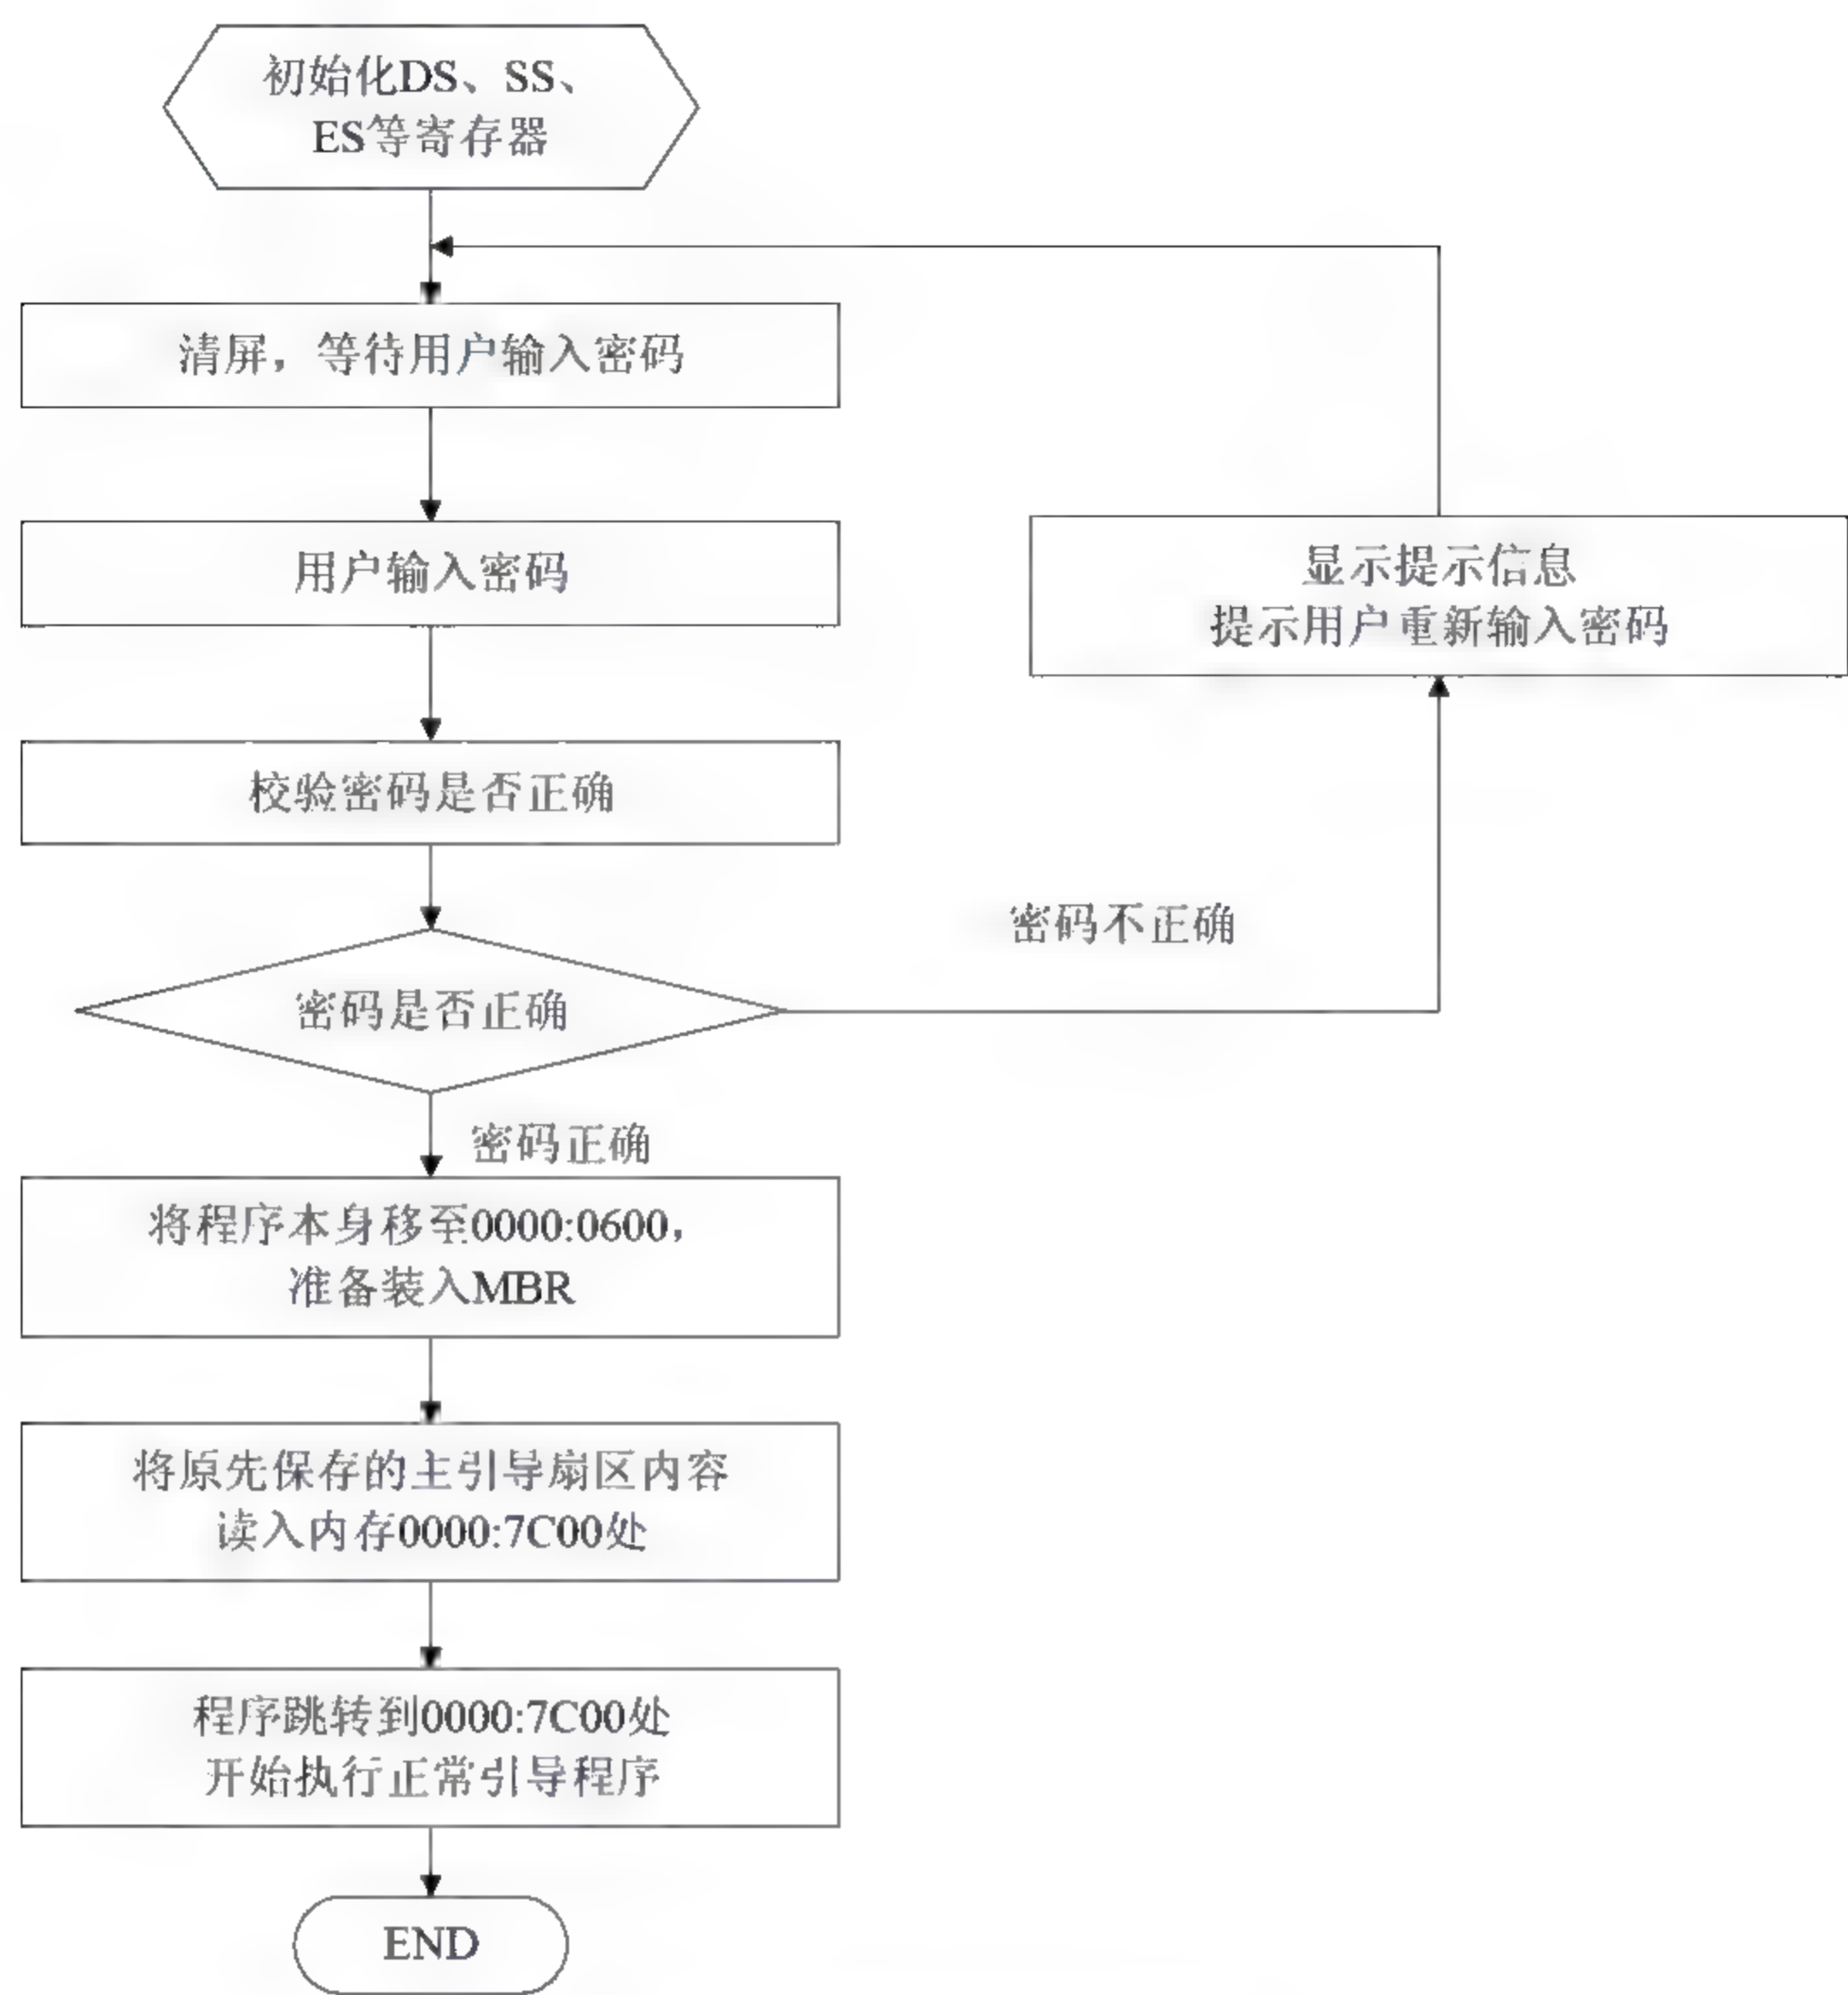 初始化DS、SS、
ES等寄存器
清屏，等待用户输入密码
用户输入密码
显示提示信息
提示用户重新输入密码
校验密码是否正确
密码不正确
密码是否正确
密码正确
将程序本身移至0000:0600，
准备装入MBR
将原先保存的主引导扇区内容
读入内存0000:7C00处
程序跳转到0000:7C00处
开始执行正常引导程序
END